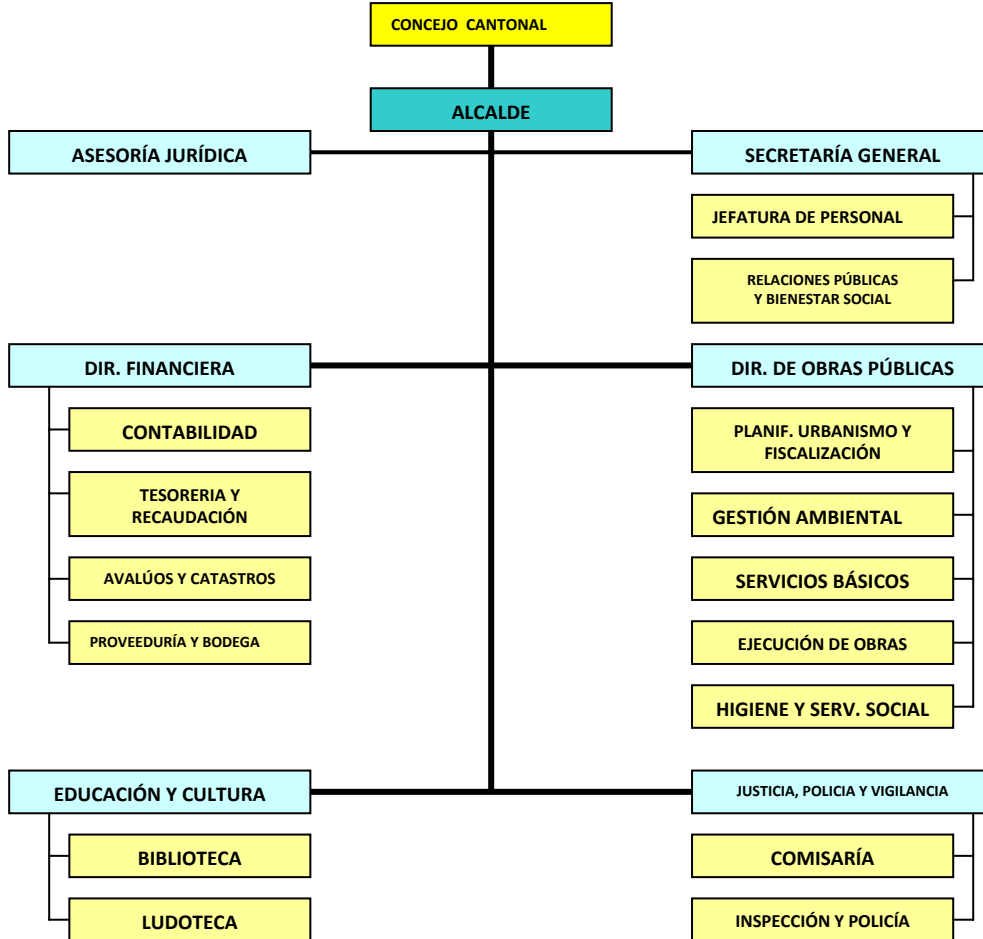 CONCEJO CANTONAL
ALCALDE
ASESORÍA JURÍDICA
SECRETARÍA GENERAL
JEFATURA DE PERSONAL
RELACIONES PÚBLICAS
Y BIENESTAR SOCIAL
DIR. FINANCIERA
CONTABILIDAD
TESORERIA Y
RECAUDACIÓN
AVALÚOS Y CATASTROS
PROVEEDURÍA Y BODEGA
DIR. DE OBRAS PÚBLICAS
PLANIF. URBANISMO Y
FISCALIZACIÓN
GESTIÓN AMBIENTAL
SERVICIOS BÁSICOS
EJECUCIÓN DE OBRAS
HIGIENE Y SERV. SOCIAL
EDUCACIÓN Y CULTURA
BIBLIOTECA
LUDOTECA
JUSTICIA, POLICIA Y VIGILANCIA
COMISARÍA
INSPECCIÓN Y POLICÍA